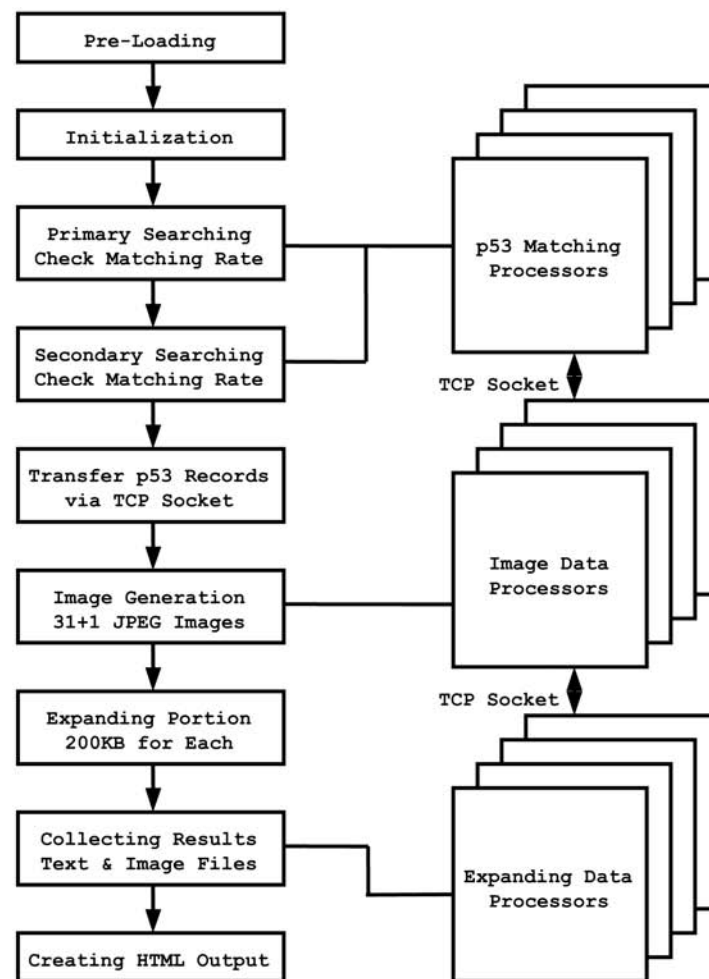 Pre-Loading
Initialization
Primary Searching
Check Matching Rate
Secondary Searching
Check Matching Rate
Transfer p53 Records
via TCP Socket
Image Generation
31+1 JPEG Images
Expanding Portion
200KB for Each
Collecting Results
Text & Image Files
Creating HTML Output
p53 Matching
Processors
TCP Socket
Image Data
Processors
TCP Socket
Expanding Data
Processors